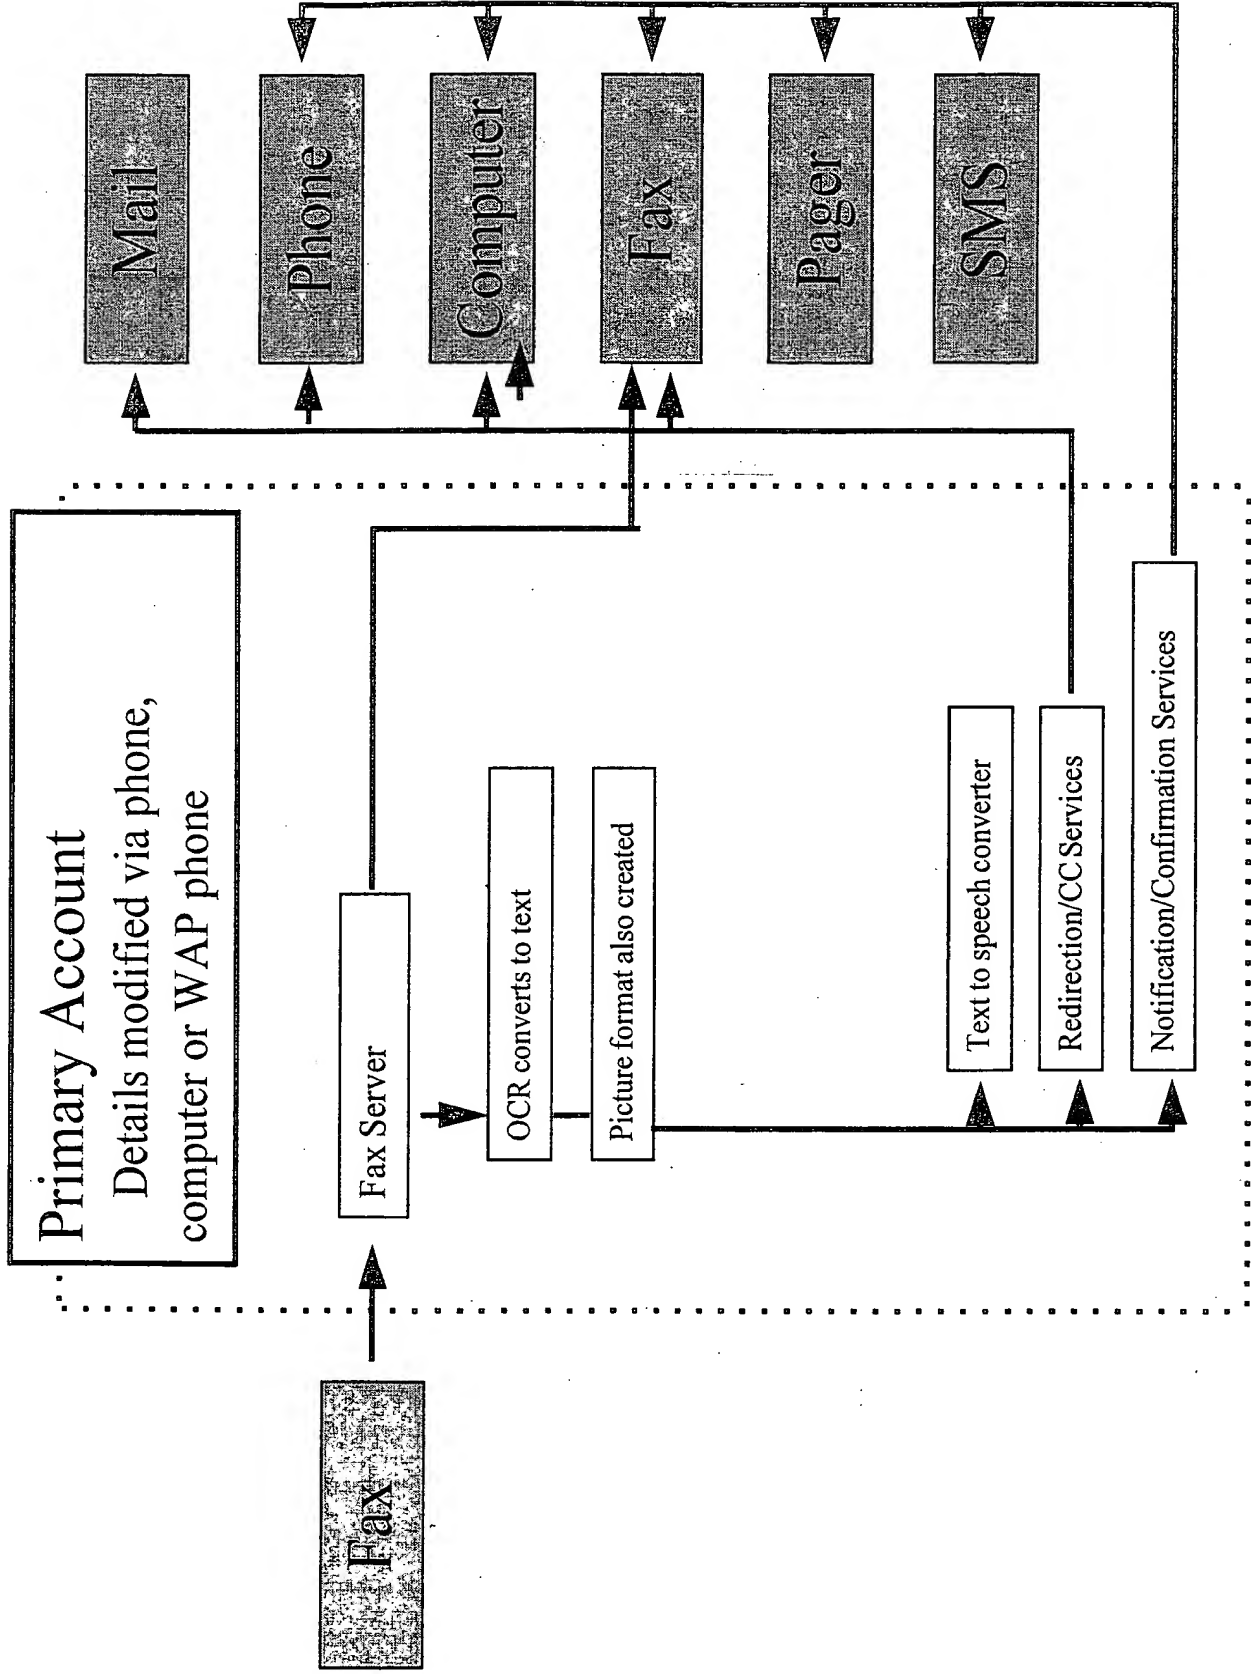 Primary Account
Details modified via phone,
computer or WAP phone
Fax
Fax Server
OCR converts to text
Picture format also created
Text to speech converter
Redirection/CC Services
Notification/Confirmation Services
Mail
Phone
Computer
Fax
Pager
SMS